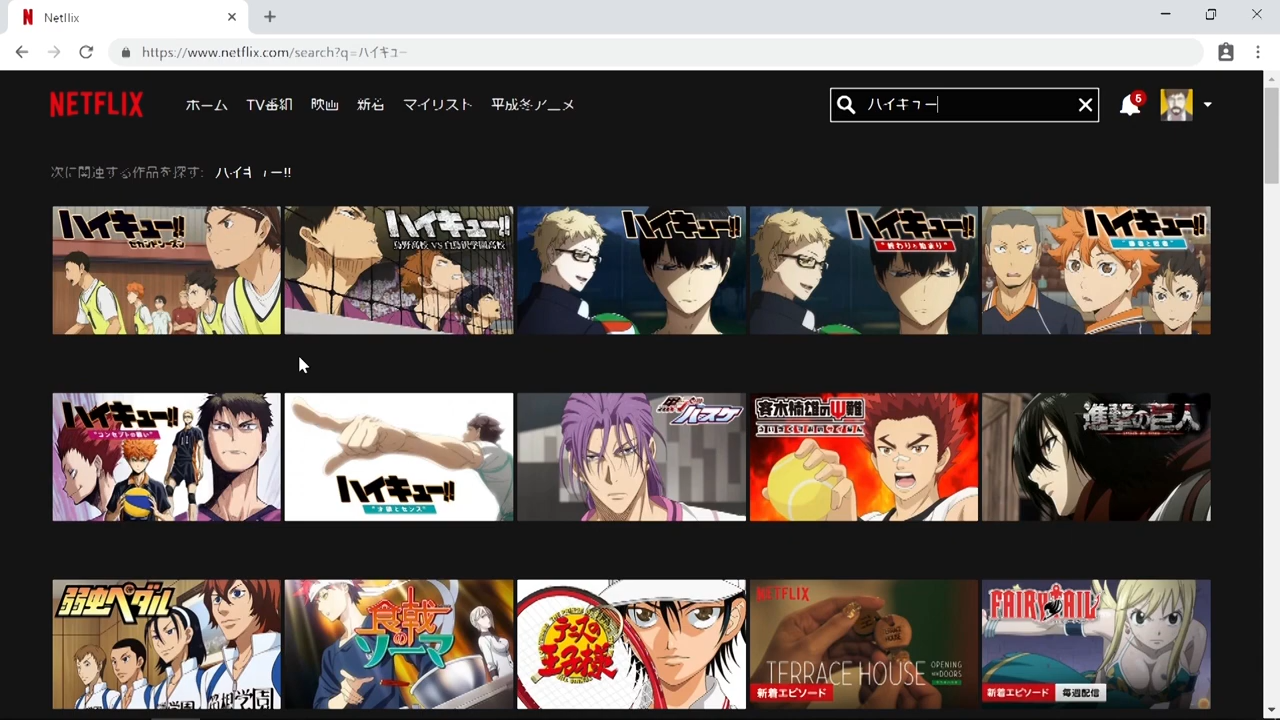 Netflix
https://www.netflix.com/search?q=ハイキュー
NETFLIX ホーム TV番組 映画 新着 マイリスト 平成冬アニメ
ハイキュー
5
次に関連する作品を探す: ハイキュー!!
ハイキュー!! セカンドシーズン
ハイキュー!! 烏野高校 VS 白鳥沢学園高校
ハイキュー!!
ハイキュー!! "終わりと始まり"
ハイキュー!!
ハイキュー!! "コンセプトの戦い"
ハイキュー!! "才能とセンス"
黒子のバスケ
斉木楠雄のΨ難
進撃の巨人
弱虫ペダル
食戟のソーマ
テニスの王子様
NETFLIX
TERRACE HOUSE OPENING NEW DOORS
新着エピソード
FAIRY TAIL
新着エピソード 毎週配信